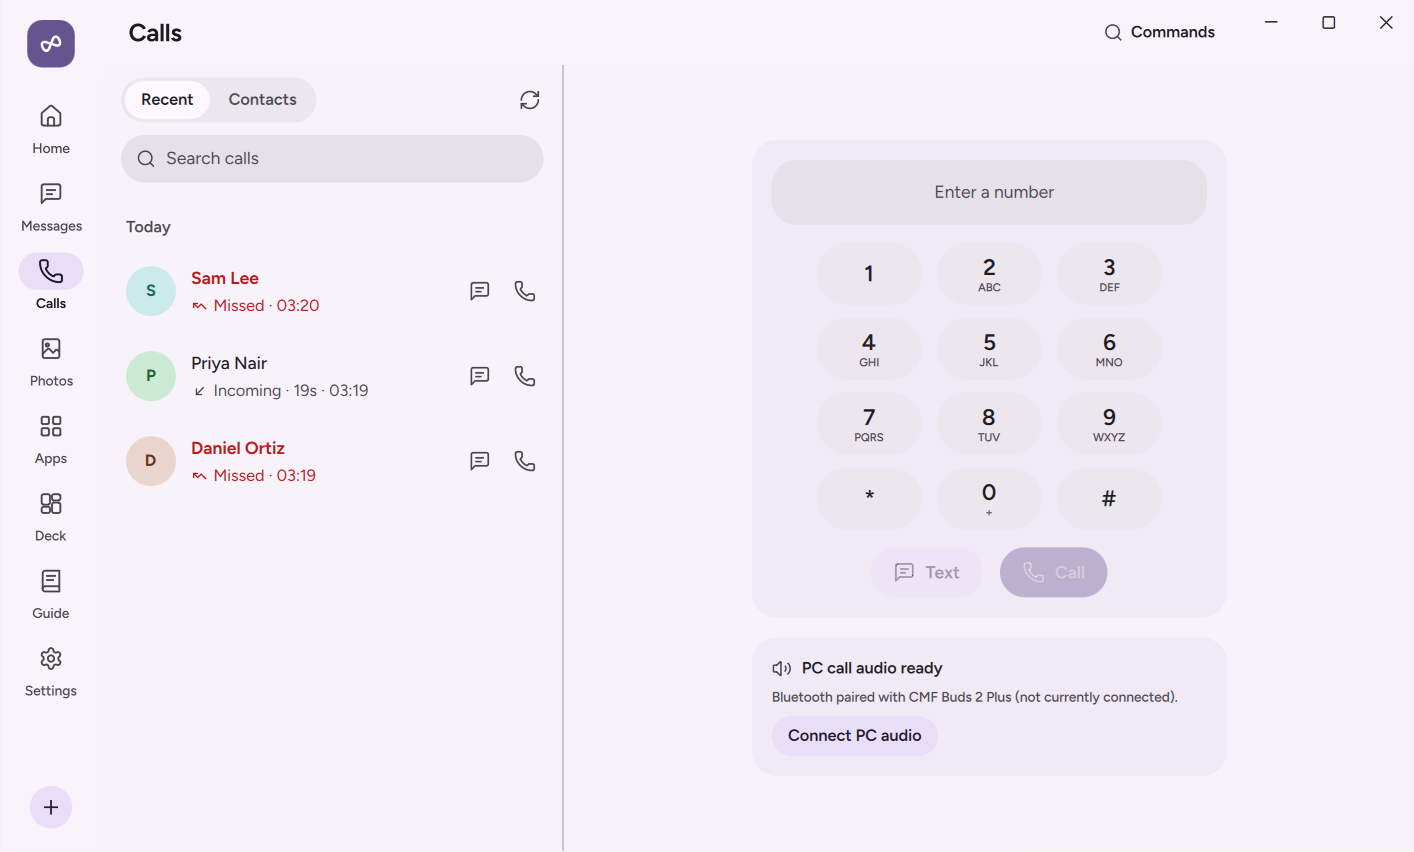 Calls
Commands
Home
Messages
Calls
Photos
Apps
Deck
Guide
Settings
Recent
Contacts
Search calls
Today
S
Sam Lee
Missed · 03:20
P
Priya Nair
Incoming · 19s · 03:19
D
Daniel Ortiz
Missed · 03:19
Enter a number
1
2
ABC
3
DEF
4
GHI
5
JKL
6
MNO
7
PQRS
8
TUV
9
WXYZ
*
0
+
#
Text
Call
PC call audio ready
Bluetooth paired with CMF Buds 2 Plus (not currently connected).
Connect PC audio